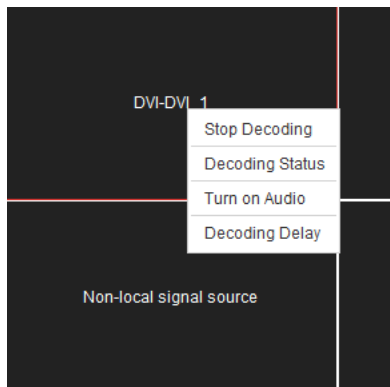 DVI-DVI_1
Stop Decoding
Decoding Status
Turn on Audio
Decoding Delay
Non-local signal source